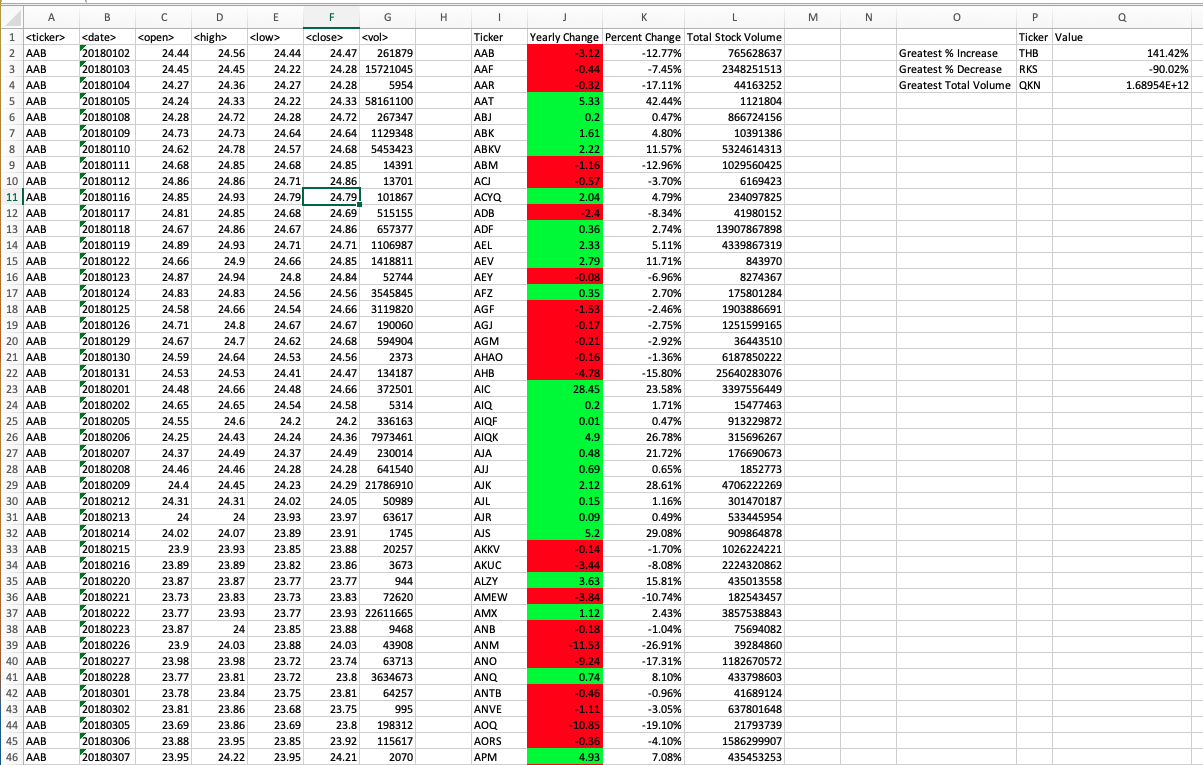 A B C D E F G H I J K L M N O P Q
1 <ticker> <date> <open> <high> <low> <close> <vol> Ticker Yearly Change Percent Change Total Stock Volume Ticker Value
2 AAB 20180102 24.44 24.56 24.44 24.47 261879 AAB -3.12 -12.77% 765628637 Greatest % Increase THB 141.42%
3 AAB 20180103 24.45 24.46 24.22 24.28 15721045 AAF -0.44 -7.45% 2348251513 Greatest % Decrease RKS -90.02%
4 AAB 20180104 24.27 24.36 24.27 24.28 5954 AAR -0.32 -17.11% 44163252 Greatest Total Volume QKN 1.68954E+12
5 AAB 20180105 24.24 24.33 24.22 24.33 58161100 AAT 5.33 42.44% 1121804
6 AAB 20180108 24.28 24.72 24.28 24.72 267347 ABJ 0.2 0.47% 866724156
7 AAB 20180109 24.73 24.73 24.64 24.64 1129348 ABK 1.61 4.80% 10391386
8 AAB 20180110 24.62 24.78 24.57 24.68 5453423 ABKV 2.22 11.57% 5324614313
9 AAB 20180111 24.68 24.85 24.68 24.85 14391 ABM -1.16 -12.96% 1029560425
10 AAB 20180112 24.86 24.86 24.71 24.86 13701 ACJ -0.57 -3.70% 6169423
11 AAB 20180116 24.85 24.93 24.79 24.79 101867 ACYQ 2.04 4.79% 234097825
12 AAB 20180117 24.81 24.85 24.68 24.69 515155 ADB -2.4 -8.34% 41980152
13 AAB 20180118 24.67 24.86 24.67 24.86 657377 ADF 0.36 2.74% 13907867898
14 AAB 20180119 24.89 24.93 24.71 24.71 1106987 AEL 2.33 5.11% 4339867319
15 AAB 20180122 24.66 24.9 24.66 24.85 1418811 AEV 2.79 11.71% 843970
16 AAB 20180123 24.87 24.94 24.8 24.84 52744 AEY -0.08 -6.96% 8274367
17 AAB 20180124 24.83 24.83 24.56 24.56 3545845 AFZ 0.35 2.70% 175801284
18 AAB 20180125 24.58 24.66 24.54 24.66 3119820 AGF -1.53 -2.46% 1903886691
19 AAB 20180126 24.71 24.8 24.67 24.67 190060 AGJ -0.17 -2.75% 1251599165
20 AAB 20180129 24.67 24.7 24.62 24.68 594904 AGM -0.21 -2.92% 36443510
21 AAB 20180130 24.59 24.64 24.53 24.56 2373 AHAO -0.16 -1.36% 6187850222
22 AAB 20180131 24.53 24.53 24.41 24.47 134187 AHB -4.78 -15.80% 25640283076
23 AAB 20180201 24.48 24.66 24.48 24.66 372501 AIC 28.45 23.58% 3397556449
24 AAB 20180202 24.65 24.65 24.54 24.58 5314 AIQ 0.2 1.71% 15477463
25 AAB 20180205 24.55 24.6 24.2 24.2 336163 AIQF 0.01 0.47% 913229872
26 AAB 20180206 24.25 24.43 24.24 24.36 7973461 AIQK 4.9 26.78% 315696267
27 AAB 20180207 24.37 24.49 24.37 24.49 230014 AJA 0.48 21.72% 176690673
28 AAB 20180208 24.46 24.46 24.28 24.28 641540 AJJ 0.69 0.65% 1852773
29 AAB 20180209 24.4 24.45 24.23 24.29 21786910 AJK 2.12 28.61% 4706222269
30 AAB 20180212 24.31 24.31 24.02 24.05 50989 AJL 0.15 1.16% 301470187
31 AAB 20180213 24 24 23.93 23.97 63617 AJR 0.09 0.49% 533445954
32 AAB 20180214 24.02 24.07 23.89 23.91 1745 AJS 5.2 29.08% 909864878
33 AAB 20180215 23.9 23.93 23.85 23.88 20257 AKKV -0.14 -1.70% 1026224221
34 AAB 20180216 23.89 23.89 23.82 23.86 3673 AKUC -3.44 -8.08% 2224320862
35 AAB 20180220 23.87 23.87 23.77 23.77 944 ALZY 3.63 15.81% 435013558
36 AAB 20180221 23.73 23.83 23.73 23.83 72620 AMEW -3.84 -10.74% 182543457
37 AAB 20180222 23.77 23.93 23.77 23.93 22611665 AMX 1.12 2.43% 3857538843
38 AAB 20180223 23.87 24 23.85 23.88 9468 ANB -0.18 -1.04% 75694082
39 AAB 20180226 23.9 24.03 23.88 24.03 43908 ANM -11.53 -26.91% 39284860
40 AAB 20180227 23.98 23.98 23.72 23.74 63713 ANO -9.24 -17.31% 1182670572
41 AAB 20180228 23.77 23.81 23.72 23.8 3634673 ANQ 0.74 8.10% 433798603
42 AAB 20180301 23.78 23.84 23.75 23.81 64257 ANTB -0.46 -0.96% 41689124
43 AAB 20180302 23.81 23.86 23.68 23.75 995 ANVE -1.11 -3.05% 637801648
44 AAB 20180305 23.69 23.86 23.69 23.8 198312 AOQ -10.85 -19.10% 21793739
45 AAB 20180306 23.88 23.95 23.85 23.92 115617 AORS -0.36 -4.10% 1586299907
46 AAB 20180307 23.95 24.22 23.95 24.21 2070 APM 4.93 7.08% 435453253